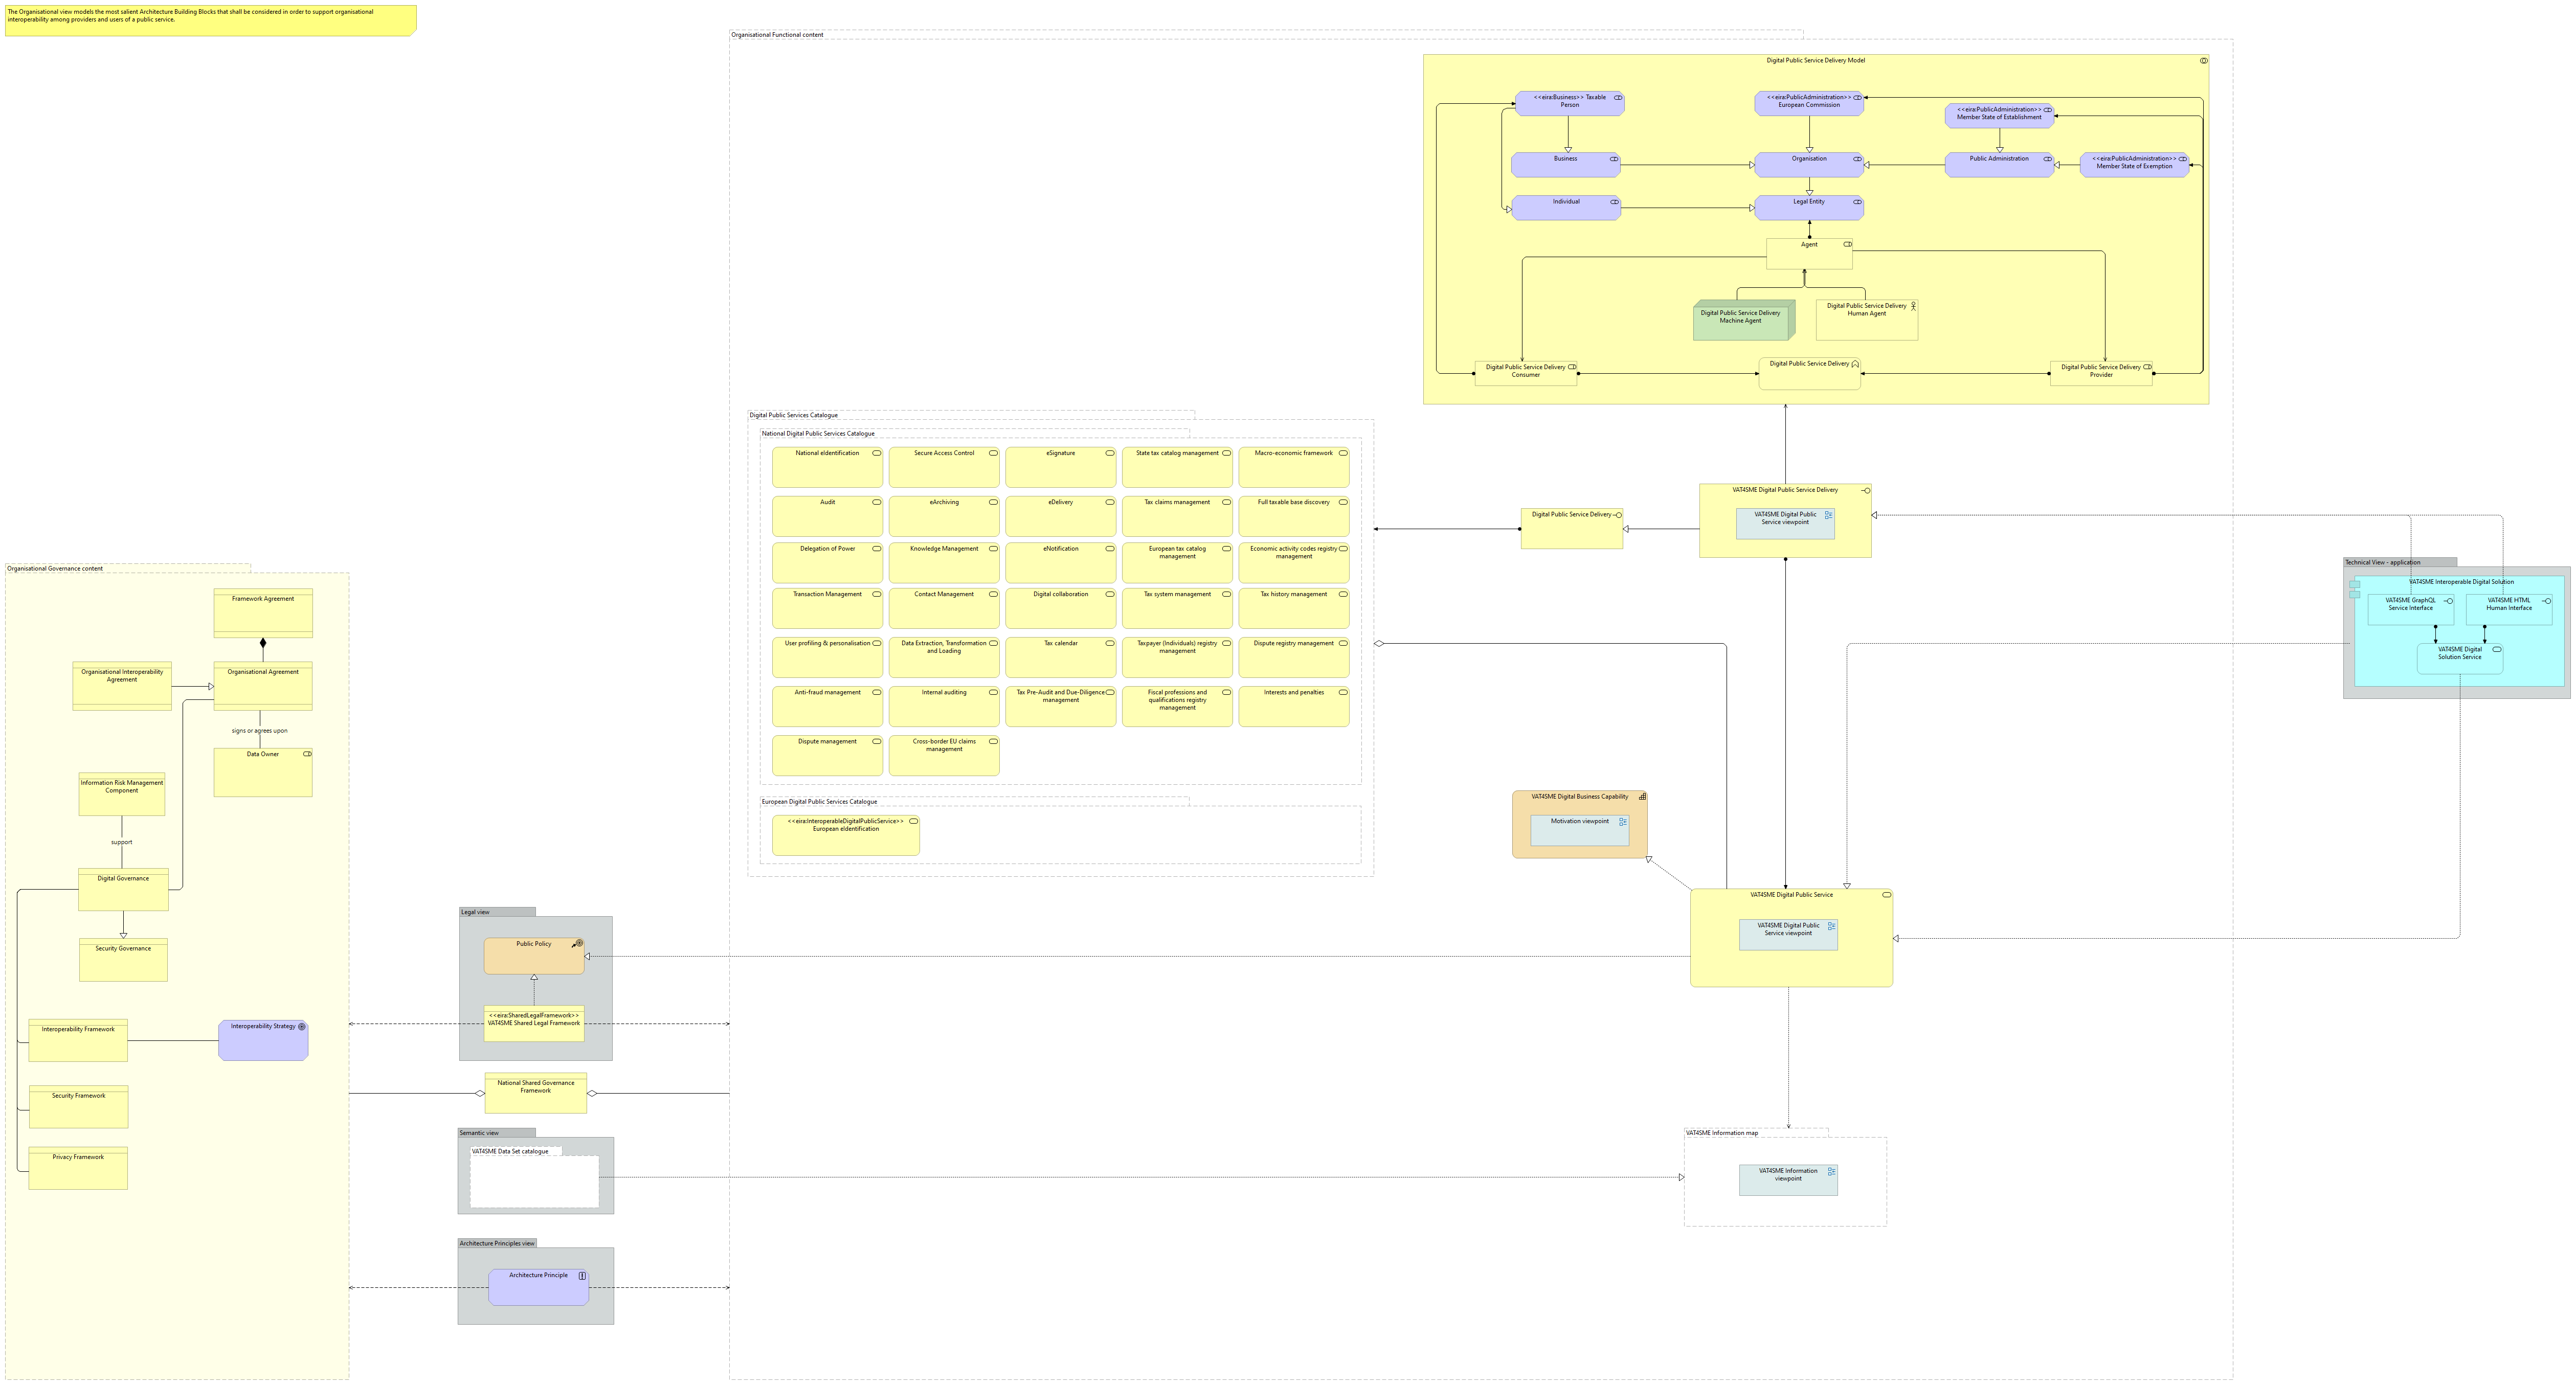 The Organisational view models the most salient Architecture Building Blocks that shall be considered in order to support organisational
interoperability among providers and users of a public service.
Organisational Functional content
Digital Public Service Delivery Model
<<eira:Business>> Taxable
Person
<<eira:PublicAdministration>>
European Commission
<<eira:PublicAdministration>>
Member State of Establishment
Business
Organisation
Public Administration
<<eira:PublicAdministration>>
Member State of Exemption
Individual
Legal Entity
Agent
Digital Public Service Delivery
Machine Agent
Digital Public Service Delivery
Human Agent
Digital Public Service Delivery
Consumer
Digital Public Service Delivery
Digital Public Service Delivery
Provider
Digital Public Services Catalogue
National Digital Public Services Catalogue
National eIdentification
Secure Access Control
eSignature
State tax catalog management
Macro-economic framework
Audit
eArchiving
eDelivery
Tax claims management
Full taxable base discovery
Delegation of Power
Knowledge Management
eNotification
European tax catalog
management
Economic activity codes registry
management
Transaction Management
Contact Management
Digital collaboration
Tax system management
Tax history management
User profiling & personalisation
Data Extraction, Transformation
and Loading
Tax calendar
Taxpayer (Individuals) registry
management
Dispute registry management
Anti-fraud management
Internal auditing
Tax Pre-Audit and Due-Diligence
management
Fiscal professions and
qualifications registry
management
Interests and penalties
Dispute management
Cross-border EU claims
management
European Digital Public Services Catalogue
<<eira:InteroperableDigitalPublicService>>
European eIdentification
Digital Public Service Delivery
VAT4SME Digital Public Service Delivery
VAT4SME Digital Public
Service viewpoint
Technical View - application
VAT4SME Interoperable Digital Solution
VAT4SME GraphQL
Service Interface
VAT4SME HTML
Human Interface
VAT4SME Digital
Solution Service
VAT4SME Digital Business Capability
Motivation viewpoint
VAT4SME Digital Public Service
VAT4SME Digital Public
Service viewpoint
VAT4SME Information map
VAT4SME Information
viewpoint
Organisational Governance content
Framework Agreement
Organisational Interoperability
Agreement
Organisational Agreement
signs or agrees upon
Data Owner
Information Risk Management
Component
support
Digital Governance
Security Governance
Interoperability Framework
Interoperability Strategy
Security Framework
Privacy Framework
Legal view
Public Policy
<<eira:SharedLegalFramework>>
VAT4SME Shared Legal Framework
National Shared Governance
Framework
Semantic view
VAT4SME Data Set catalogue
Architecture Principles view
Architecture Principle